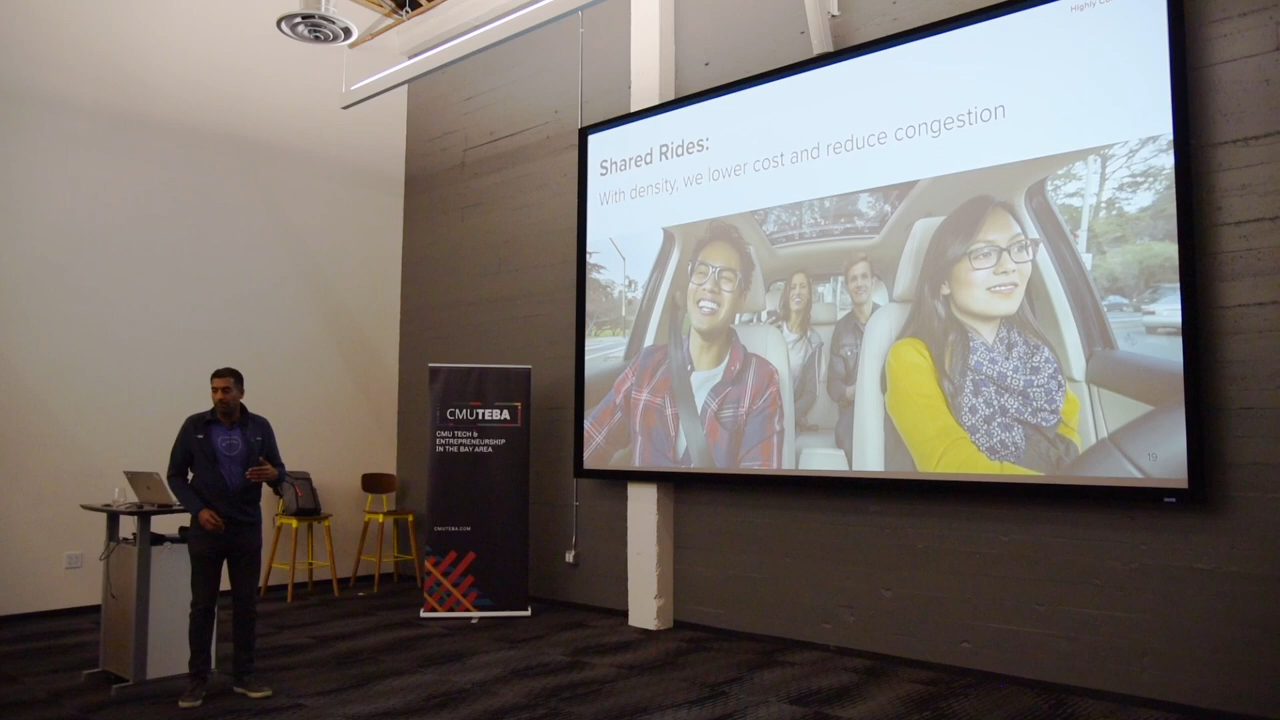 Highly
Shared Rides:
With density, we lower cost and reduce congestion
19
CMUTEBA
CMU TECH &
ENTREPRENEURSHIP
IN THE BAY AREA
CMUTEBA.COM